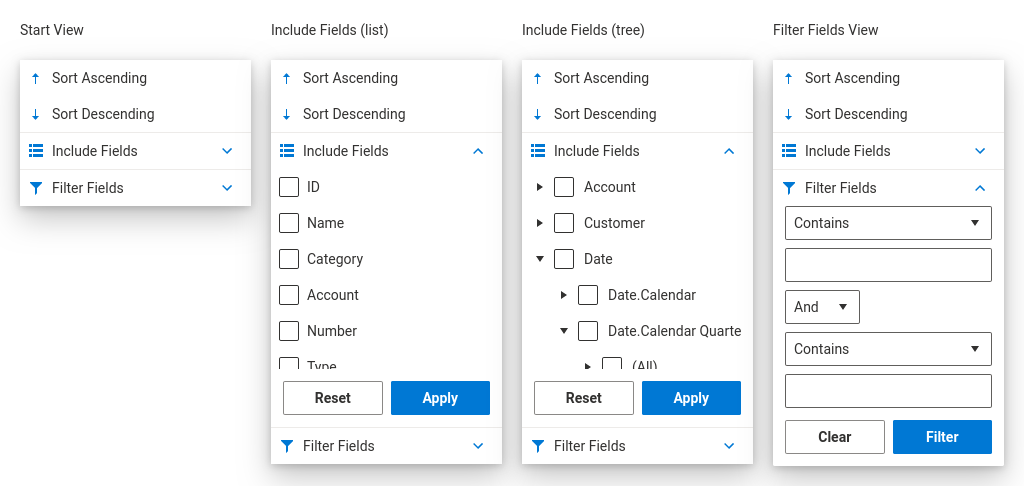 Start View
Sort Ascending
Sort Descending
Include Fields
Filter Fields
Include Fields (list)
Sort Ascending
Sort Descending
Include Fields
ID
Name
Category
Account
Number
Type
Reset
Apply
Filter Fields
Include Fields (tree)
Sort Ascending
Sort Descending
Include Fields
Account
Customer
Date
Date.Calendar
Date.Calendar Quarte
(All)
Reset
Apply
Filter Fields
Filter Fields View
Sort Ascending
Sort Descending
Include Fields
Filter Fields
Contains
And
Contains
Clear
Filter